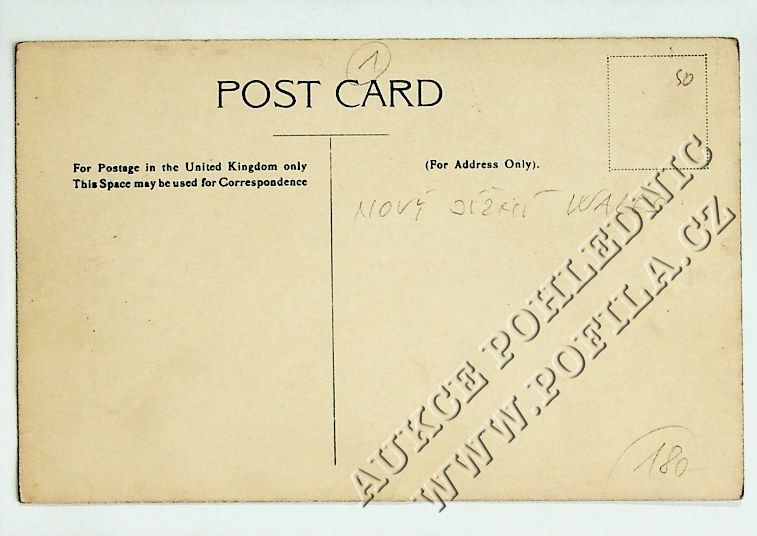 1
POST CARD
50
For Postage in the United Kingdom only
This Space may be used for Correspondence
(For Address Only).
NOVÝ JIŽNÍ WALES
AUKCE POHLEDNIC
WWW.POFILA.CZ
180-